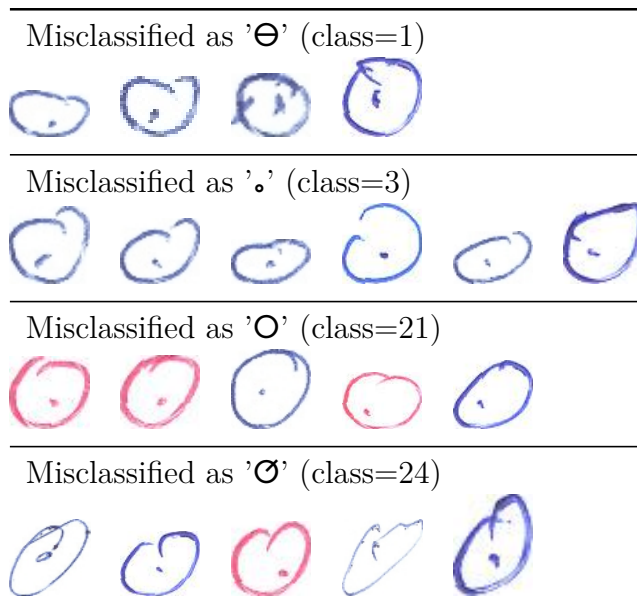 Misclassified as ’⊖’ (class=1)
Misclassified as ’∘’ (class=3)
Misclassified as ’○’ (class=21)
Misclassified as ’⦰’ (class=24)